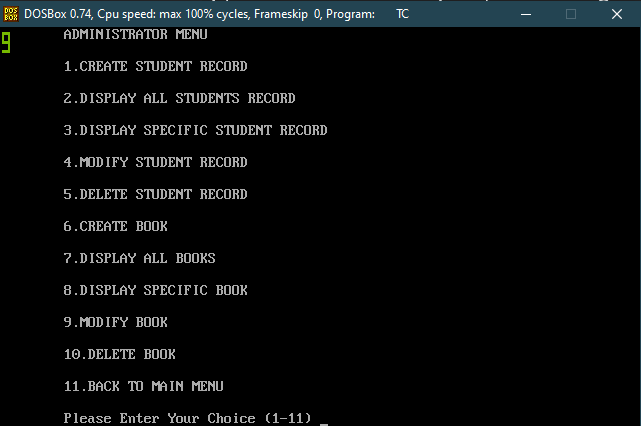 DOS BOX DOSBox 0.74, Cpu speed: max 100% cycles, Frameskip 0, Program: TC
9
ADMINISTRATOR MENU
1.CREATE STUDENT RECORD
2.DISPLAY ALL STUDENTS RECORD
3.DISPLAY SPECIFIC STUDENT RECORD
4.MODIFY STUDENT RECORD
5.DELETE STUDENT RECORD
6.CREATE BOOK
7.DISPLAY ALL BOOKS
8.DISPLAY SPECIFIC BOOK
9.MODIFY BOOK
10.DELETE BOOK
11.BACK TO MAIN MENU
Please Enter Your Choice (1-11) _